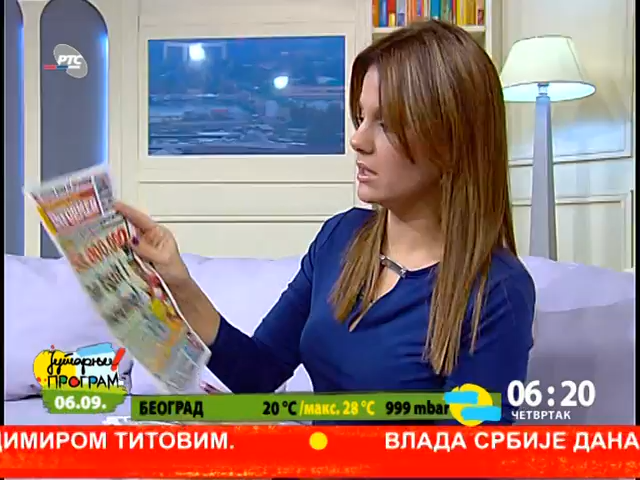 РТС
Јутарњи
ПРОГРАМ
06.09.
БЕОГРАД 20 °C /макс. 28 °C 999 mbar
06:20
ЧЕТВРТАК
ДИМИРОМ ТИТОВИМ. ВЛАДА СРБИЈЕ ДАНА